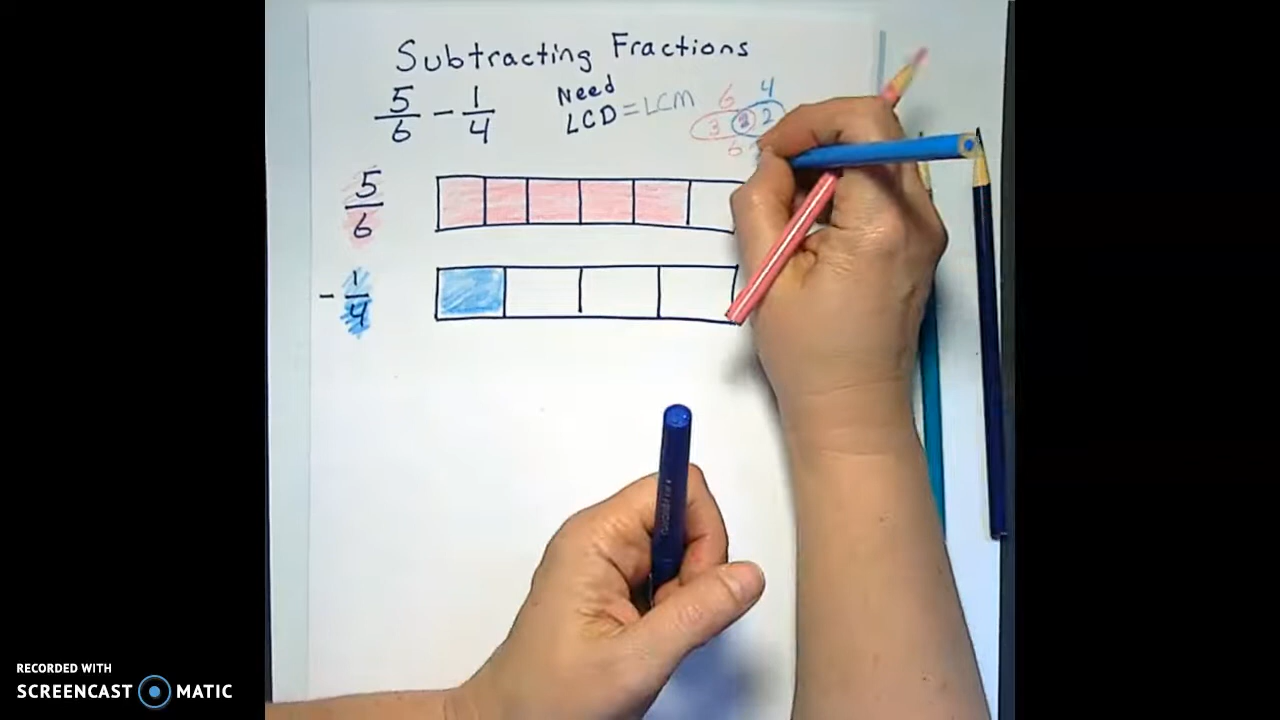 Subtracting Fractions
5/6 - 1/4
Need
LCD = LCM
6 4
3 2 2
6
5/6
- 1/4
RECORDED WITH
SCREENCAST MATIC